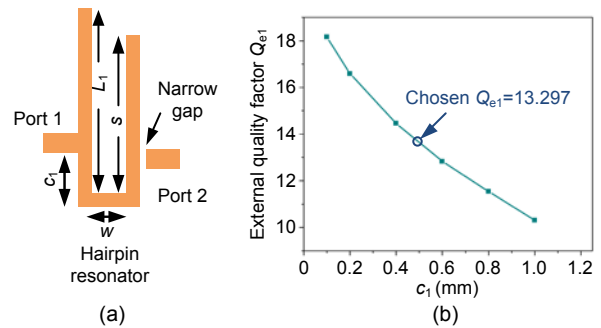 (a)
L₁
s
Narrow
gap
Port 1
c₁
Port 2
w
Hairpin
resonator
(a)
External quality factor Qe1
18
16
14
12
10
Chosen Qe1=13.297
0 0.2 0.4 0.6 0.8 1.0 1.2
c₁ (mm)
(b)